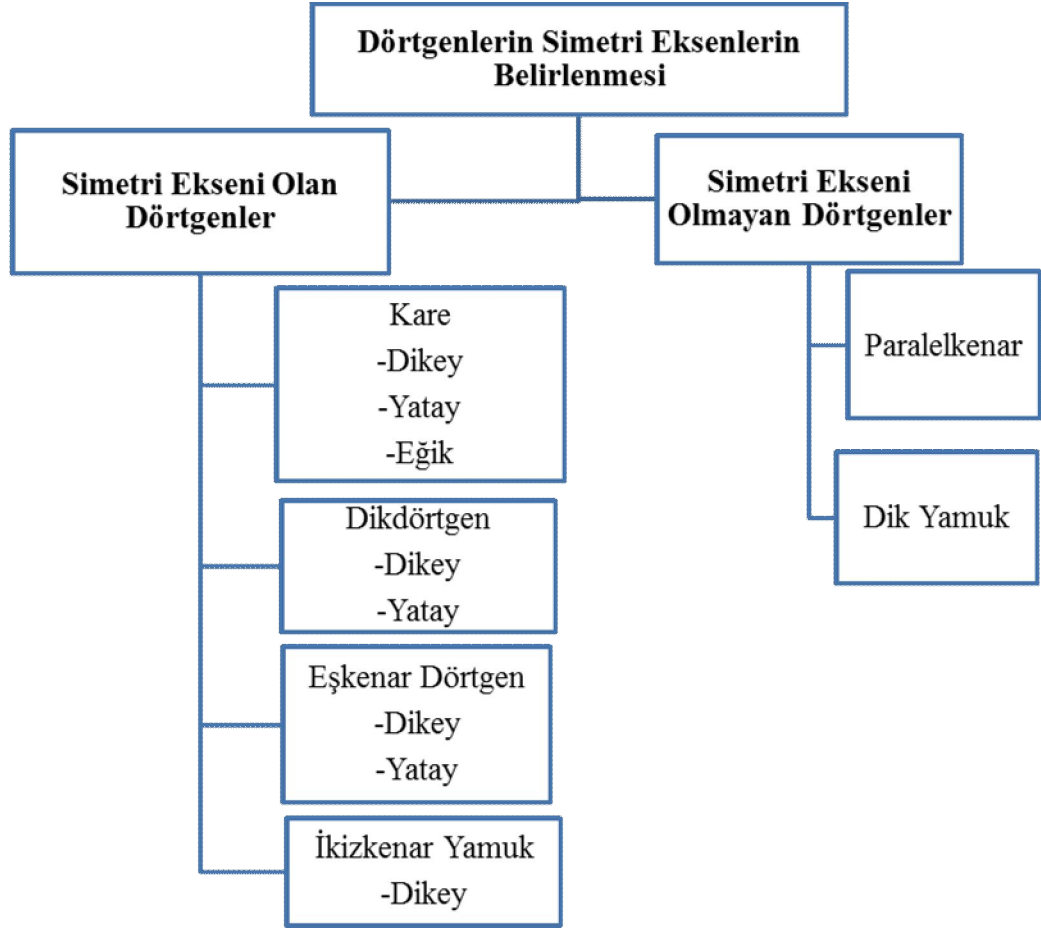 Dörtgenlerin Simetri Eksenlerin
Belirlenmesi
Simetri Ekseni Olan
Dörtgenler
Kare
-Dikey
-Yatay
-Eğik
Dikdörtgen
-Dikey
-Yatay
Eşkenar Dörtgen
-Dikey
-Yatay
İkizkenar Yamuk
-Dikey
Simetri Ekseni
Olmayan Dörtgenler
Paralelkenar
Dik Yamuk